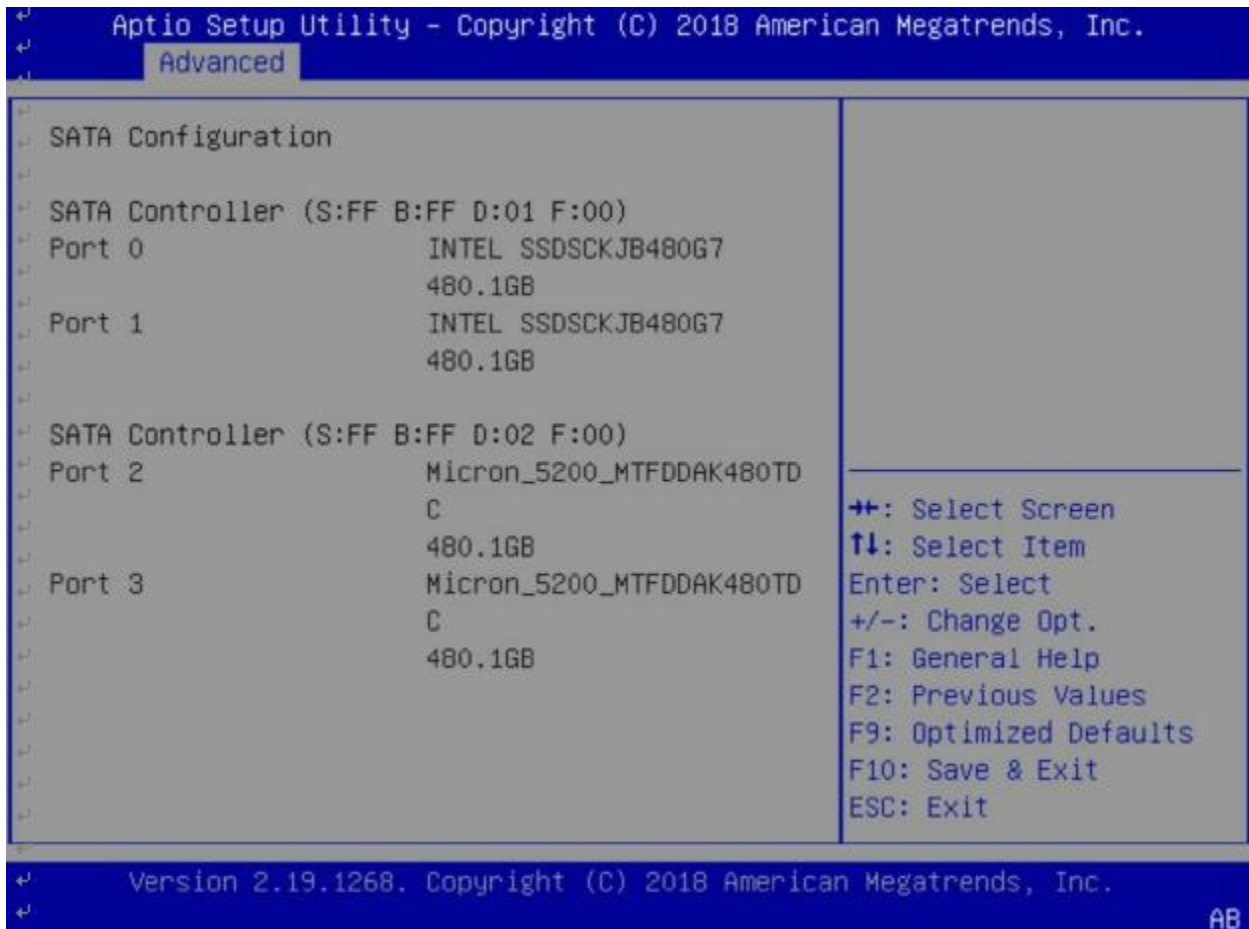 Aptio Setup Utility – Copyright (C) 2018 American Megatrends, Inc.
Advanced
SATA Configuration
SATA Controller (S:FF B:FF D:01 F:00)
Port 0 INTEL SSDSCKJB480G7
480.1GB
Port 1 INTEL SSDSCKJB480G7
480.1GB
SATA Controller (S:FF B:FF D:02 F:00)
Port 2 Micron_5200_MTFDDAK480TD
C
480.1GB
Port 3 Micron_5200_MTFDDAK480TD
C
480.1GB
→←: Select Screen
↑↓: Select Item
Enter: Select
+/-: Change Opt.
F1: General Help
F2: Previous Values
F9: Optimized Defaults
F10: Save & Exit
ESC: Exit
Version 2.19.1268. Copyright (C) 2018 American Megatrends, Inc.
AB